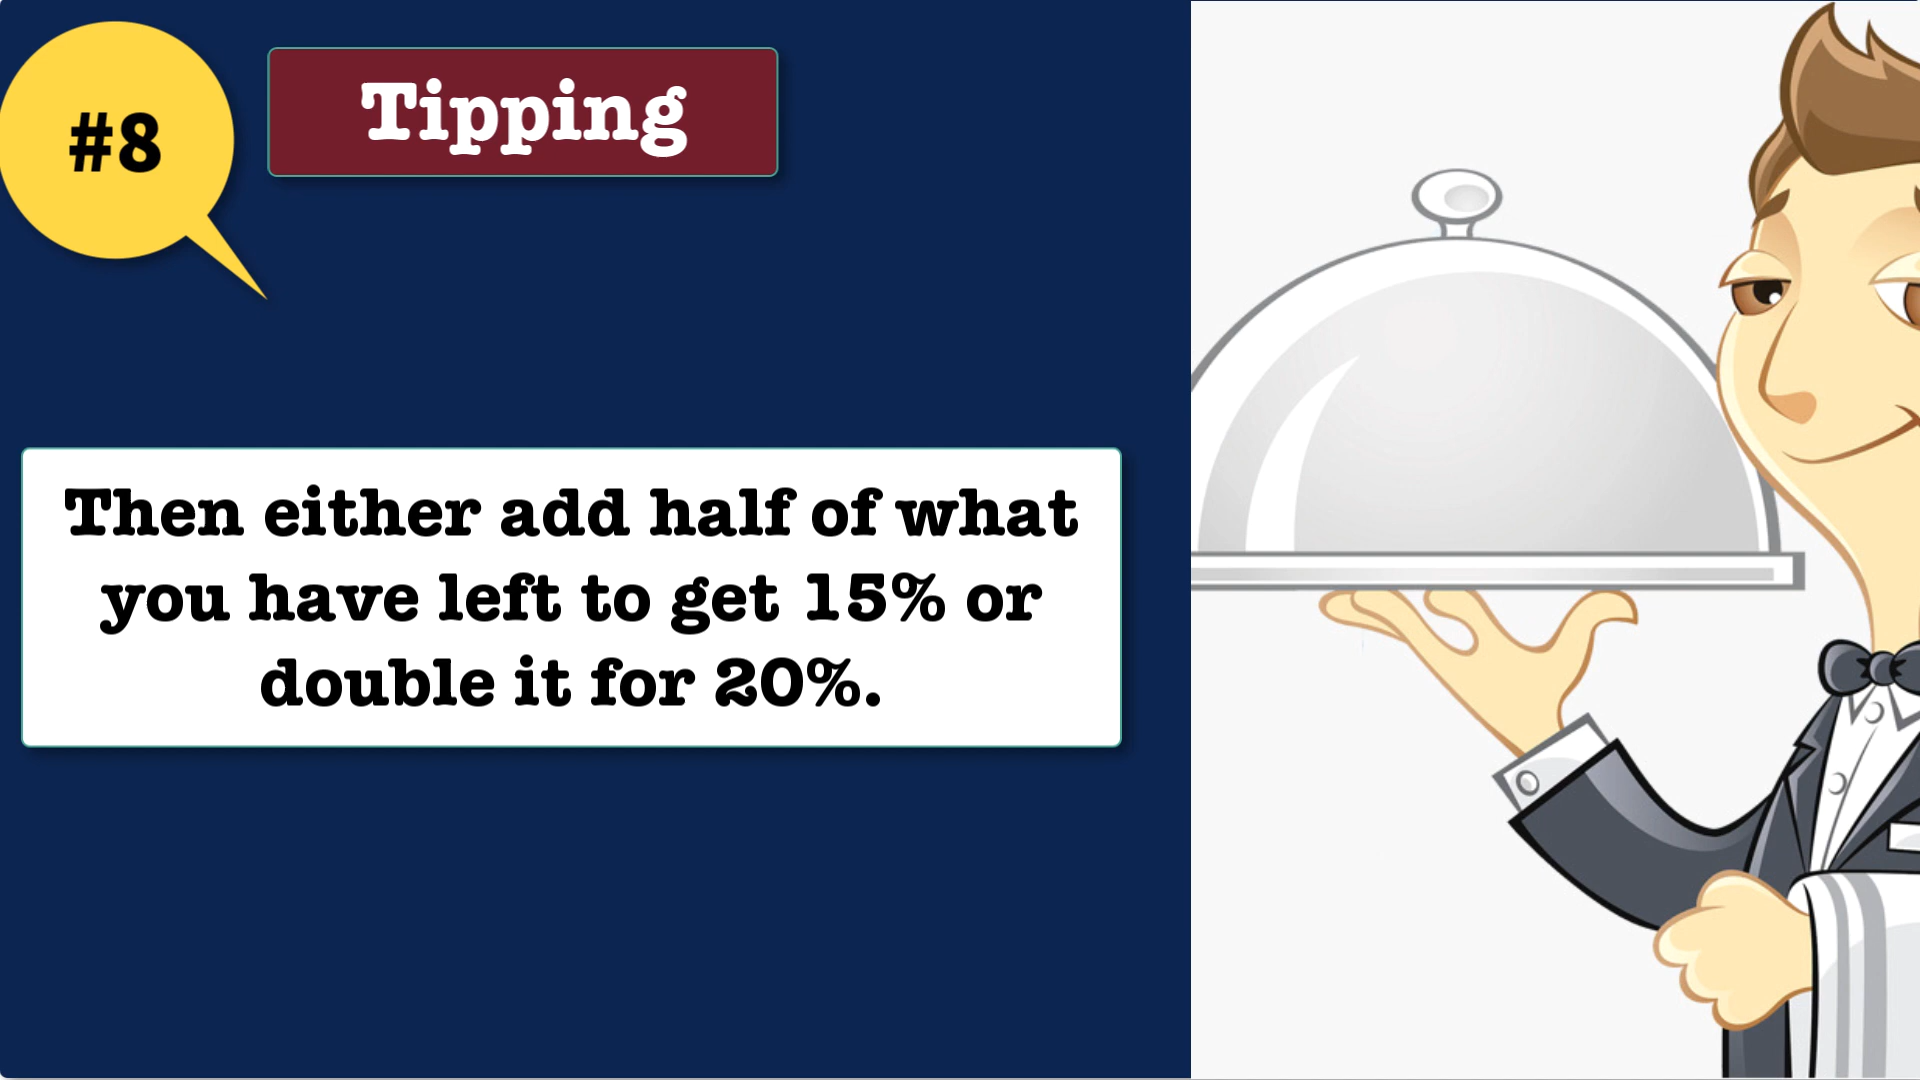 #8
Tipping
Then either add half of what
you have left to get 15% or
double it for 20%.